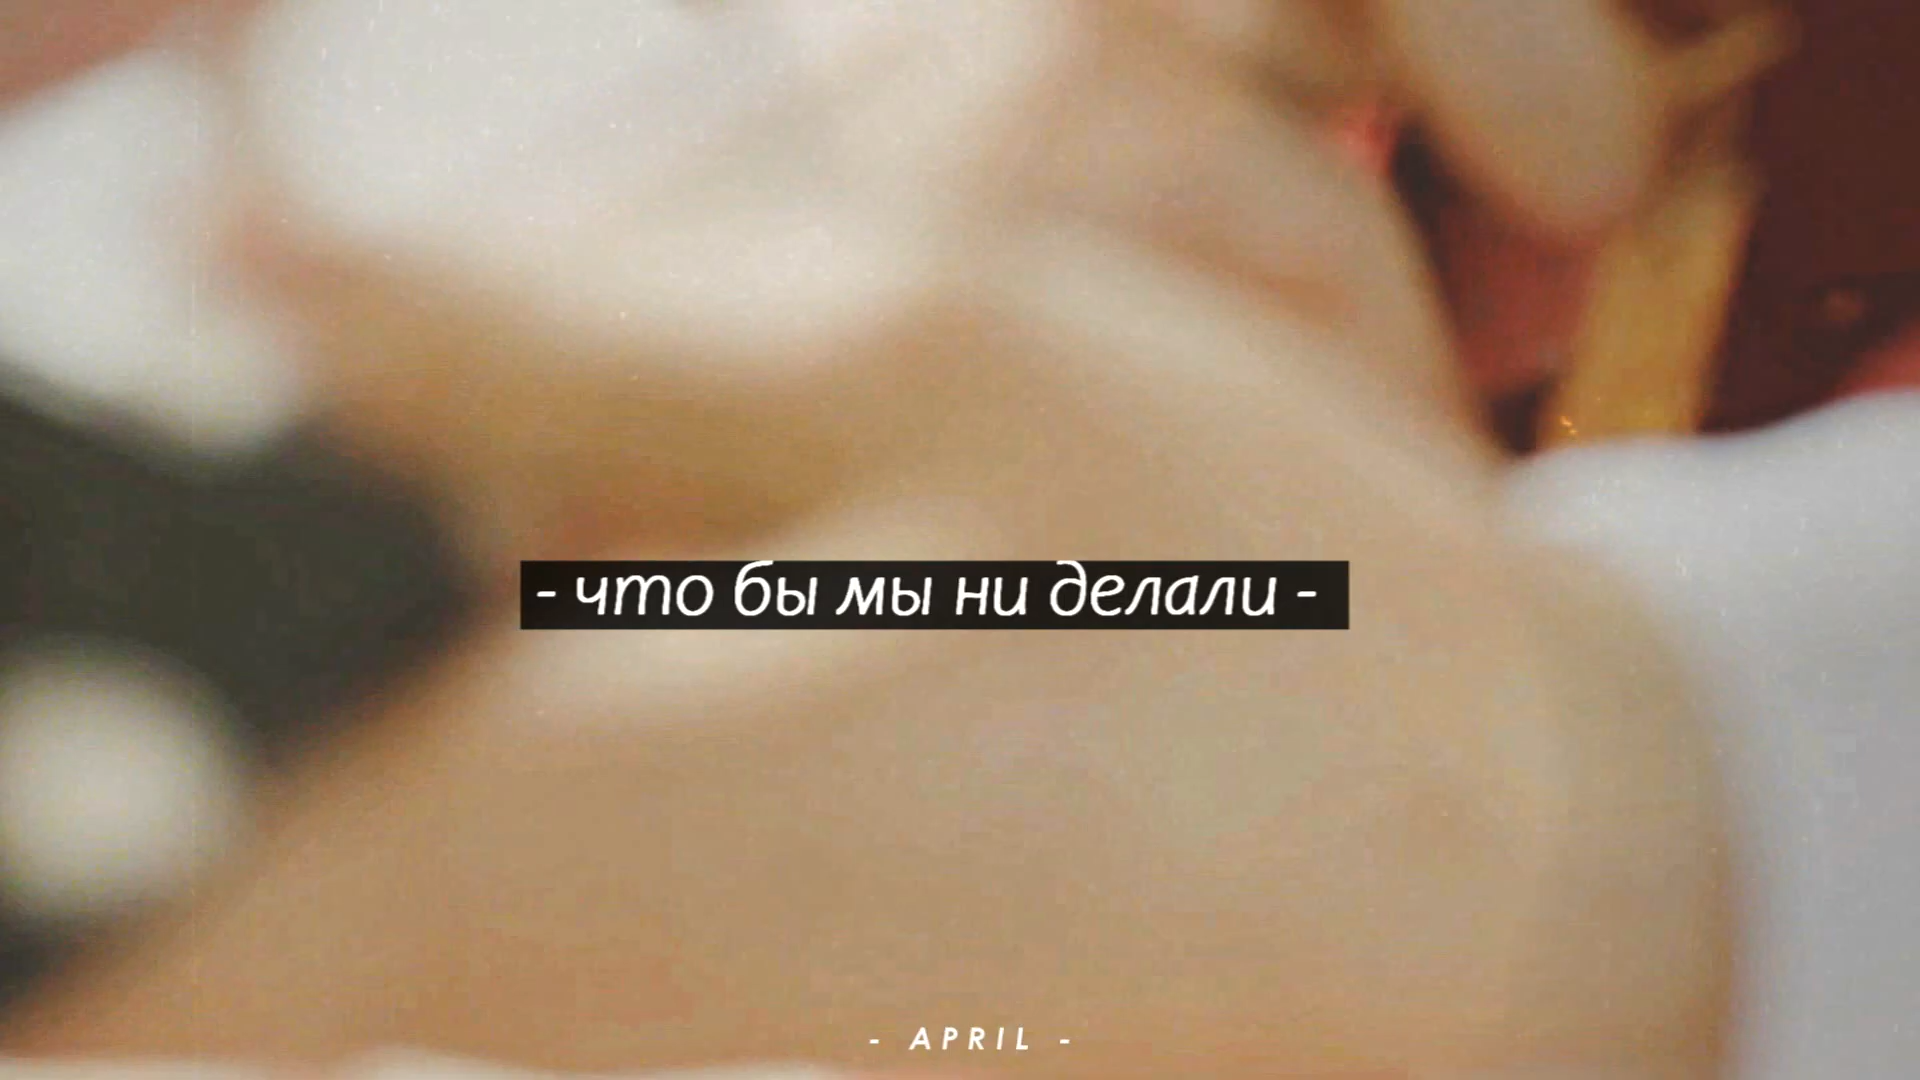 - что бы мы ни делали -
- APRIL -